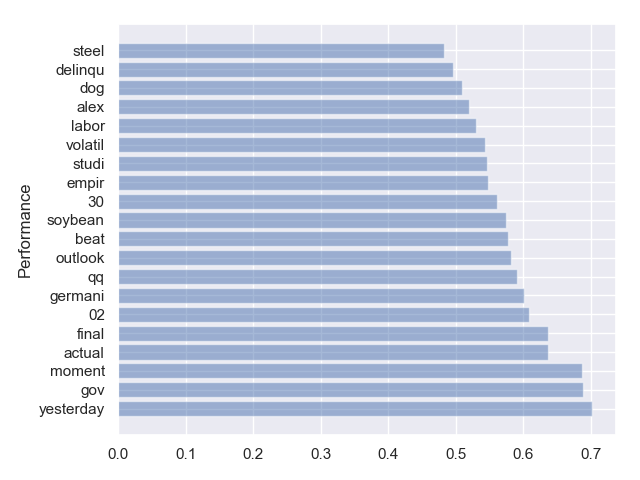 steel
delinqu
dog
alex
labor
volatil
studi
empir
30
soybean
beat
outlook
qq
germani
02
final
actual
moment
gov
yesterday
Performance
0.0 0.1 0.2 0.3 0.4 0.5 0.6 0.7